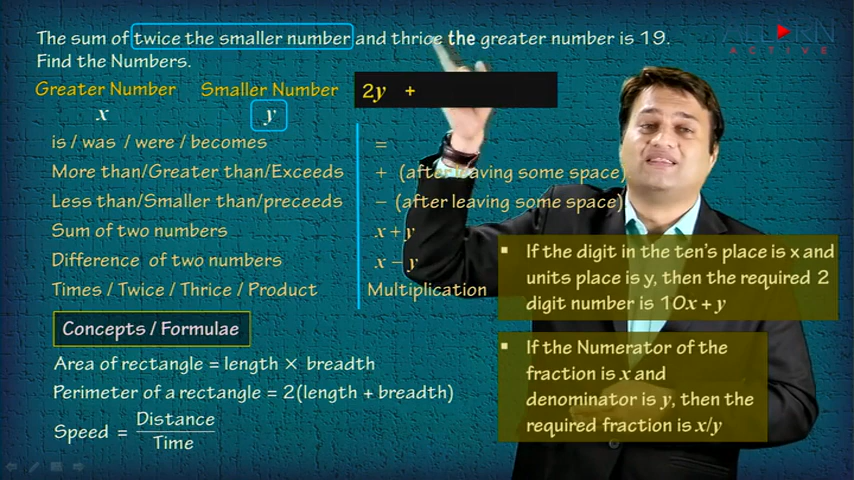 The sum of twice the smaller number and thrice the greater number is 19.
Find the Numbers.
Greater Number Smaller Number 2y +
x y
is / was / were / becomes =
More than/Greater than/Exceeds + (after leaving some space)
Less than/Smaller than/preceeds − (after leaving some space)
Sum of two numbers x + y
Difference of two numbers x − y
Times / Twice / Thrice / Product Multiplication
Concepts / Formulae
Area of rectangle = length × breadth
Perimeter of a rectangle = 2(length + breadth)
Speed = Distance
Time
If the digit in the ten's place is x and
units place is y, then the required 2
digit number is 10x + y
If the Numerator of the
fraction is x and
denominator is y, then the
required fraction is x/y
ACTIVE